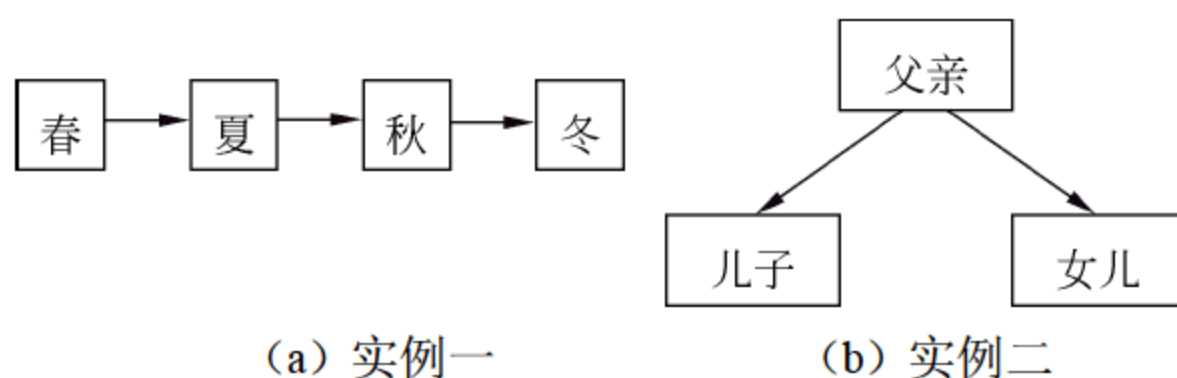 春 夏 秋 冬
父亲
儿子 女儿
（a）实例一
（b）实例二